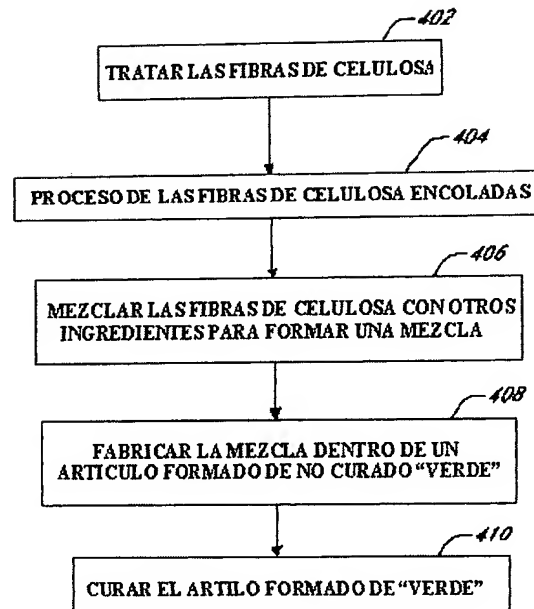 402
TRATAR LAS FIBRAS DE CELULOSA
404
PROCESO DE LAS FIBRAS DE CELULOSA ENCOLADAS
406
MEZCLAR LAS FIBRAS DE CELULOSA CON OTROS
INGREDIENTES PARA FORMAR UNA MEZCLA
408
FABRICAR LA MEZCLA DENTRO DE UN
ARTICULO FORMADO DE NO CURADO “VERDE”
410
CURAR EL ARTILO FORMADO DE “VERDE”